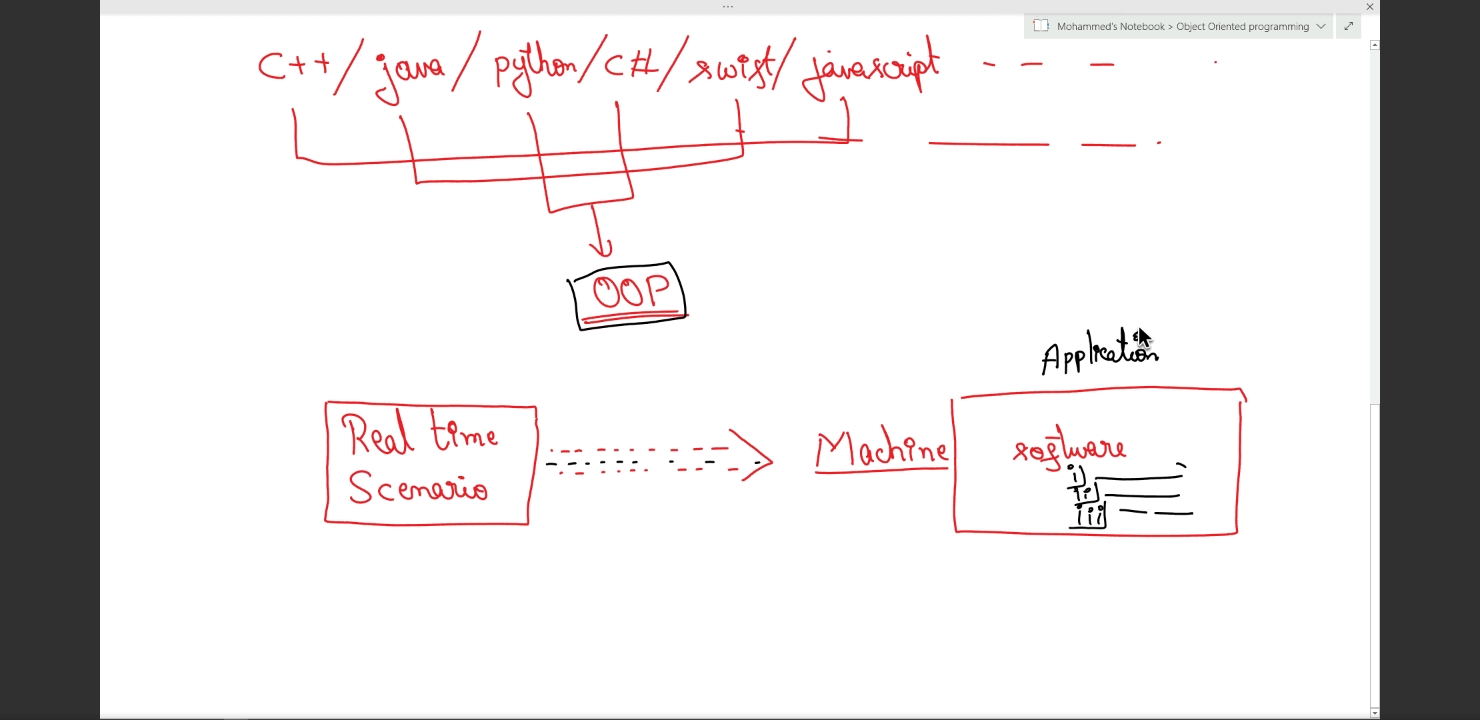 Mohammed's Notebook > Object Oriented programming
C++/java/python/C#/swift/javascript - - -
OOP
Application
Real time
Scenario
Machine
software
i)
ii)
iii)